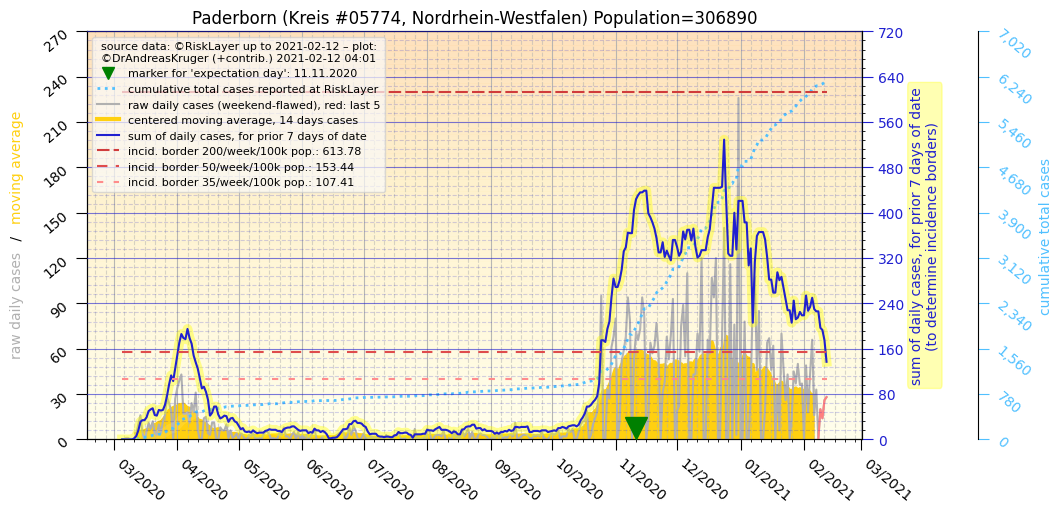 Paderborn (Kreis #05774, Nordrhein-Westfalen) Population=306890
source data: ©RiskLayer up to 2021-02-12 – plot:
©DrAndreasKruger (+contrib.) 2021-02-12 04:01
marker for 'expectation day': 11.11.2020
cumulative total cases reported at RiskLayer
raw daily cases (weekend-flawed), red: last 5
centered moving average, 14 days cases
sum of daily cases, for prior 7 days of date
incid. border 200/week/100k pop.: 613.78
incid. border 50/week/100k pop.: 153.44
incid. border 35/week/100k pop.: 107.41
raw daily cases / moving average
270
240
210
180
150
120
90
60
30
0
03/2020
04/2020
05/2020
06/2020
07/2020
08/2020
09/2020
10/2020
11/2020
12/2020
01/2021
02/2021
03/2021
720
640
560
480
400
320
240
160
80
0
sum of daily cases, for prior 7 days of date
(to determine incidence borders)
7,020
6,240
5,460
4,680
3,900
3,120
2,340
1,560
780
0
cumulative total cases